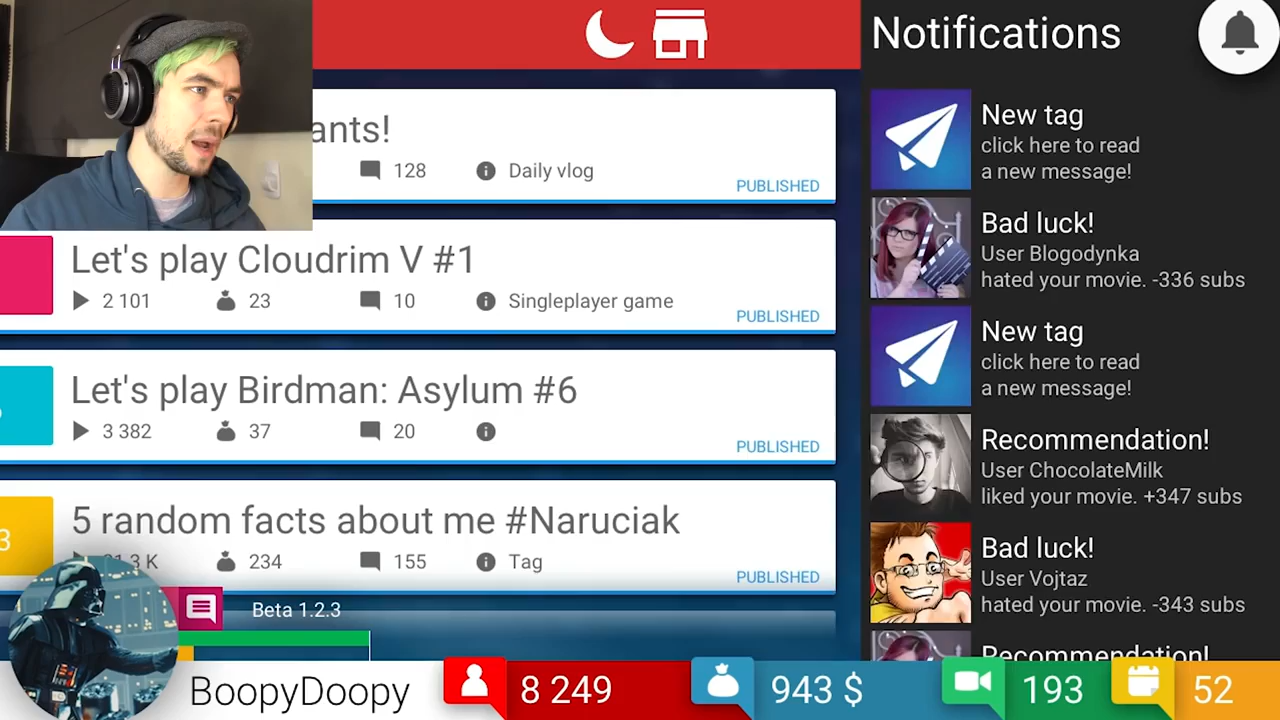 ants!
128
Daily vlog
PUBLISHED
Let's play Cloudrim V #1
2 101
23
10
Singleplayer game
PUBLISHED
Let's play Birdman: Asylum #6
3 382
37
20
PUBLISHED
3
5 random facts about me #Naruciak
3 K
234
155
Tag
PUBLISHED
Beta 1.2.3
BoopyDoopy
8 249
943 $
193
52
Notifications
New tag
click here to read
a new message!
Bad luck!
User Blogodynka
hated your movie. -336 subs
New tag
click here to read
a new message!
Recommendation!
User ChocolateMilk
liked your movie. +347 subs
Bad luck!
User Vojtaz
hated your movie. -343 subs
Recommendation!